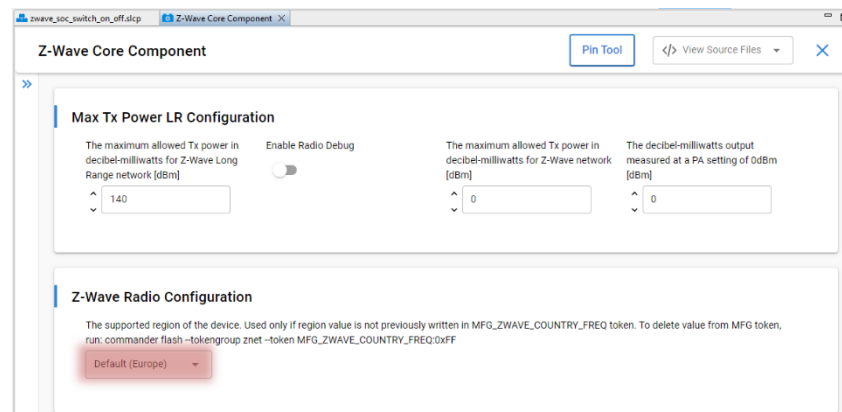 zwave_soc_switch_on_off.slcp
Z-Wave Core Component
Z-Wave Core Component
Pin Tool
</> View Source Files
Max Tx Power LR Configuration
The maximum allowed Tx power in
decibel-milliwatts for Z-Wave Long
Range network [dBm]
140
Enable Radio Debug
The maximum allowed Tx power in
decibel-milliwatts for Z-Wave network
[dBm]
0
The decibel-milliwatts output
measured at a PA setting of 0dBm
[dBm]
0
Z-Wave Radio Configuration
The supported region of the device. Used only if region value is not previously written in MFG_ZWAVE_COUNTRY_FREQ token. To delete value from MFG token,
run: commander flash --tokengroup znet --token MFG_ZWAVE_COUNTRY_FREQ:0xFF
Default (Europe)